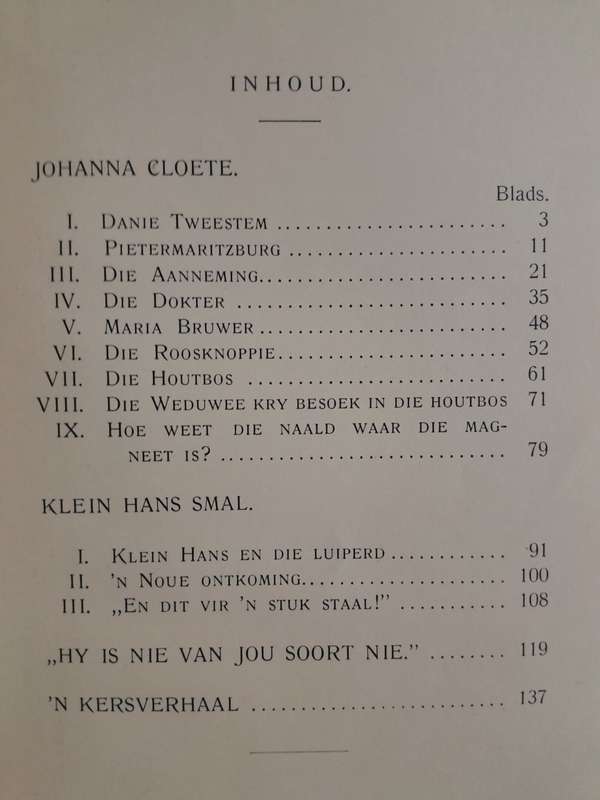 INHOUD.
JOHANNA CLOETE.
Blads.
I. DANIE TWEESTEM ........................ 3
II. PIETERMARITZBURG ....................... 11
III. DIE AANNEMING.......................... 21
IV. DIE DOKTER ............................ 35
V. MARIA BRUWER.......................... 48
VI. DIE ROOSKNOPPIE........................ 52
VII. DIE HOUTBOS ........................... 61
VIII. DIE WEDUWEE KRY BESOEK IN DIE HOUTBOS 71
IX. HOE WEET DIE NAALD WAAR DIE MAG-
NEET IS? .............................. 79
KLEIN HANS SMAL.
I. KLEIN HANS EN DIE LUIPERD ............ 91
II. 'N NOUE ONTKOMING..................... 100
III. „EN DIT VIR 'N STUK STAAL!” ........... 108
„HY IS NIE VAN JOU SOORT NIE.” ........ 119
'N KERSVERHAAL .......................... 137